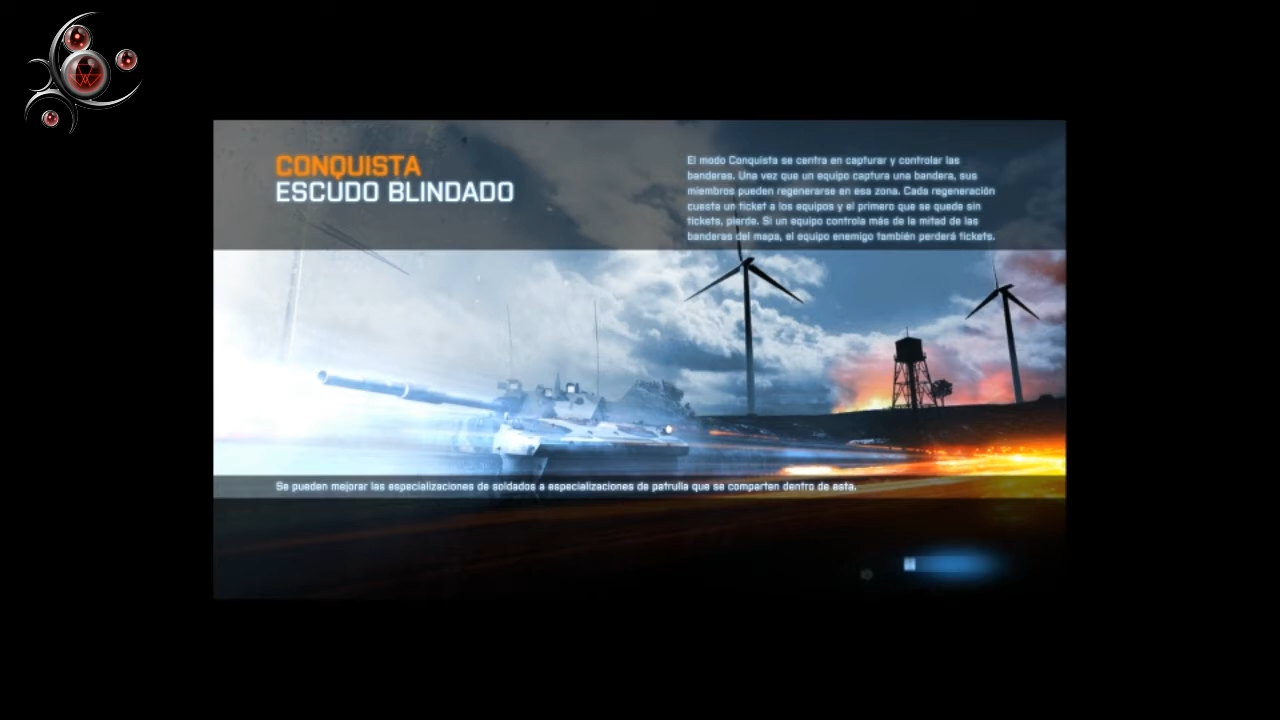 CONQUISTA
ESCUDO BLINDADO
El modo Conquista se centra en capturar y controlar las
banderas. Una vez que un equipo captura una bandera, sus
miembros pueden regenerarse en esa zona. Cada regeneración
cuesta un ticket a los equipos y el primero que se quede sin
tickets, pierde. Si un equipo controla más de la mitad de las
banderas del mapa, el equipo enemigo también perderá tickets.
Se pueden mejorar las especializaciones de soldados a especializaciones de patrulla que se comparten dentro de esta.